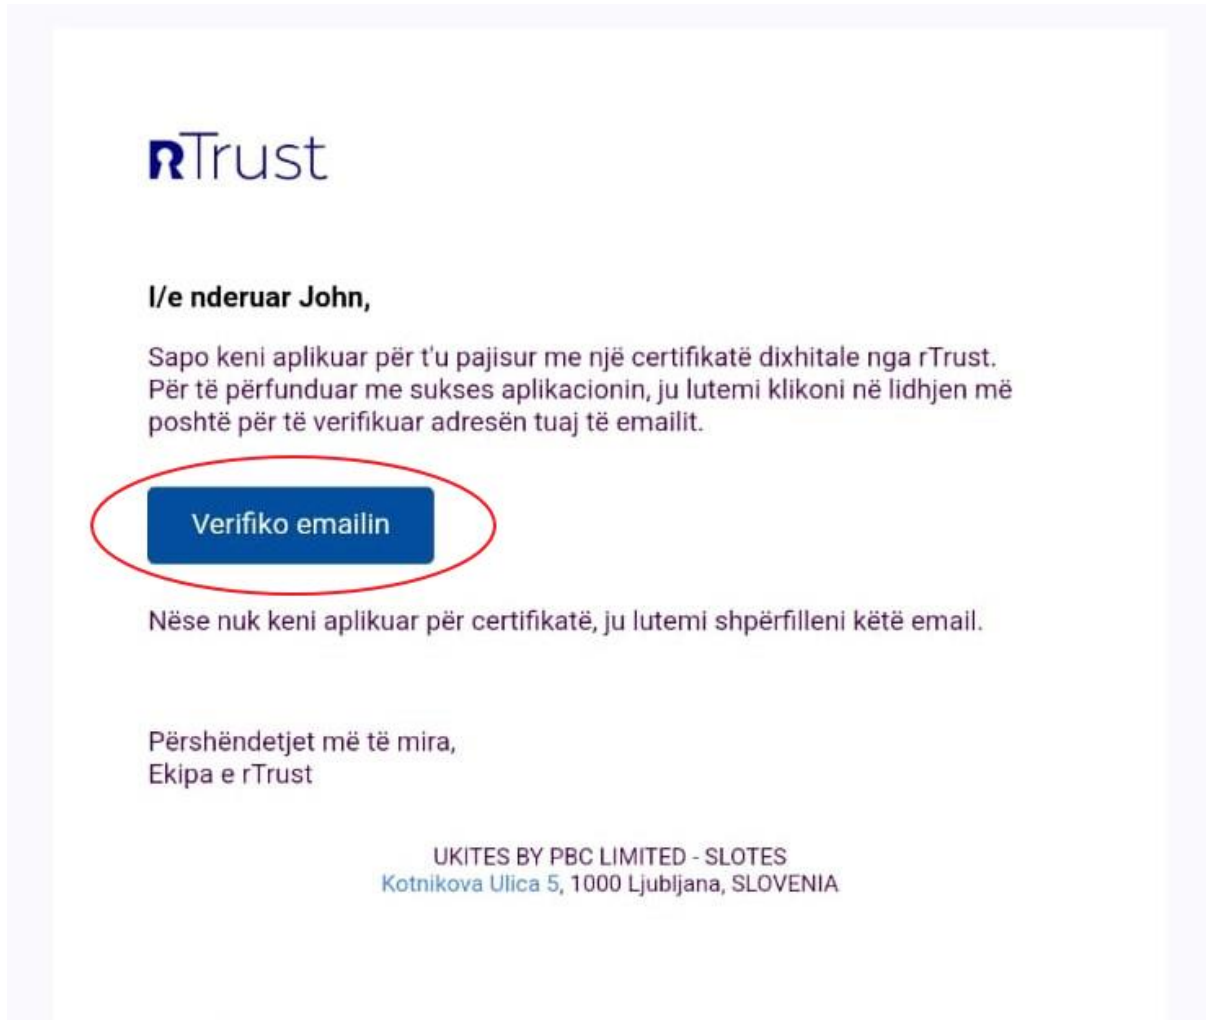 rTrust
I/e nderuar John,
Sapo keni aplikuar për t'u pajisur me një certifikatë dixhitale nga rTrust.
Për të përfunduar me sukses aplikacionin, ju lutemi klikoni në lidhjen më
poshtë për të verifikuar adresën tuaj të emailit.
Verifiko emailin
Nëse nuk keni aplikuar për certifikatë, ju lutemi shpërfilleni këtë email.
Përshëndetjet më të mira,
Ekipa e rTrust
UKITES BY PBC LIMITED - SLOTES
Kotnikova Ulica 5, 1000 Ljubljana, SLOVENIA